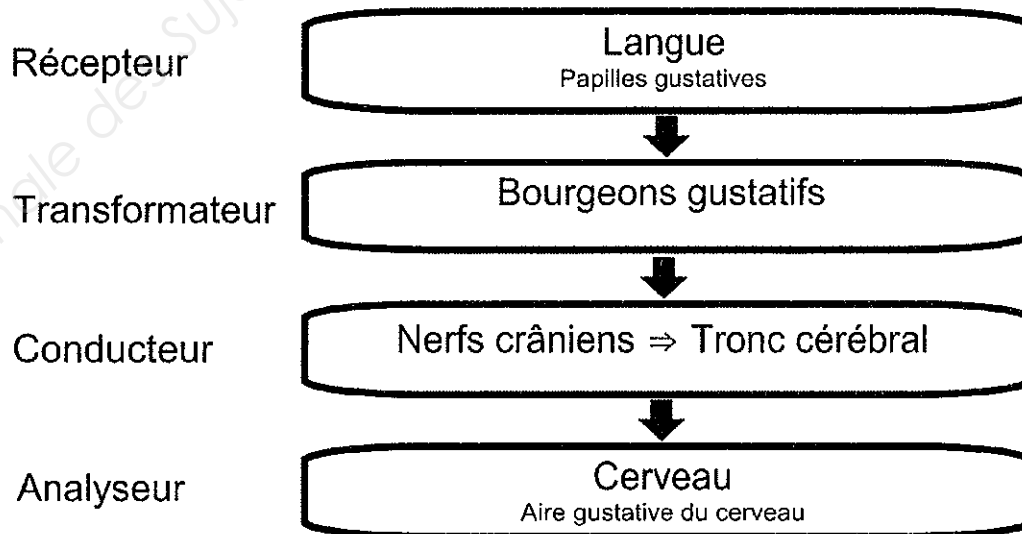 Récepteur
Langue
Papilles gustatives
Transformateur
Bourgeons gustatifs
Conducteur
Nerfs crâniens ⇒ Tronc cérébral
Analyseur
Cerveau
Aire gustative du cerveau